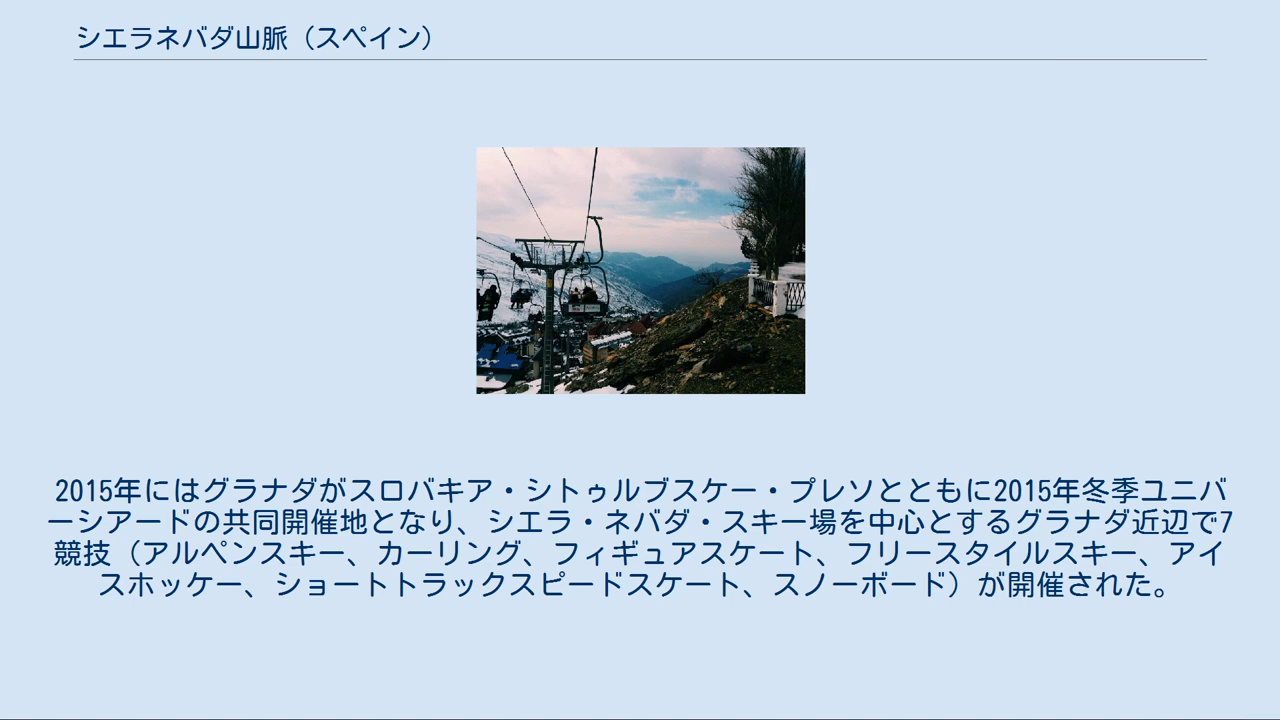 シエラネバダ山脈（スペイン）
2015年にはグラナダがスロバキア・シトゥルブスケー・プレソとともに2015年冬季ユニバ
ーシアードの共同開催地となり、シエラ・ネバダ・スキー場を中心とするグラナダ近辺で7
競技（アルペンスキー、カーリング、フィギュアスケート、フリースタイルスキー、アイ
スホッケー、ショートトラックスピードスケート、スノーボード）が開催された。